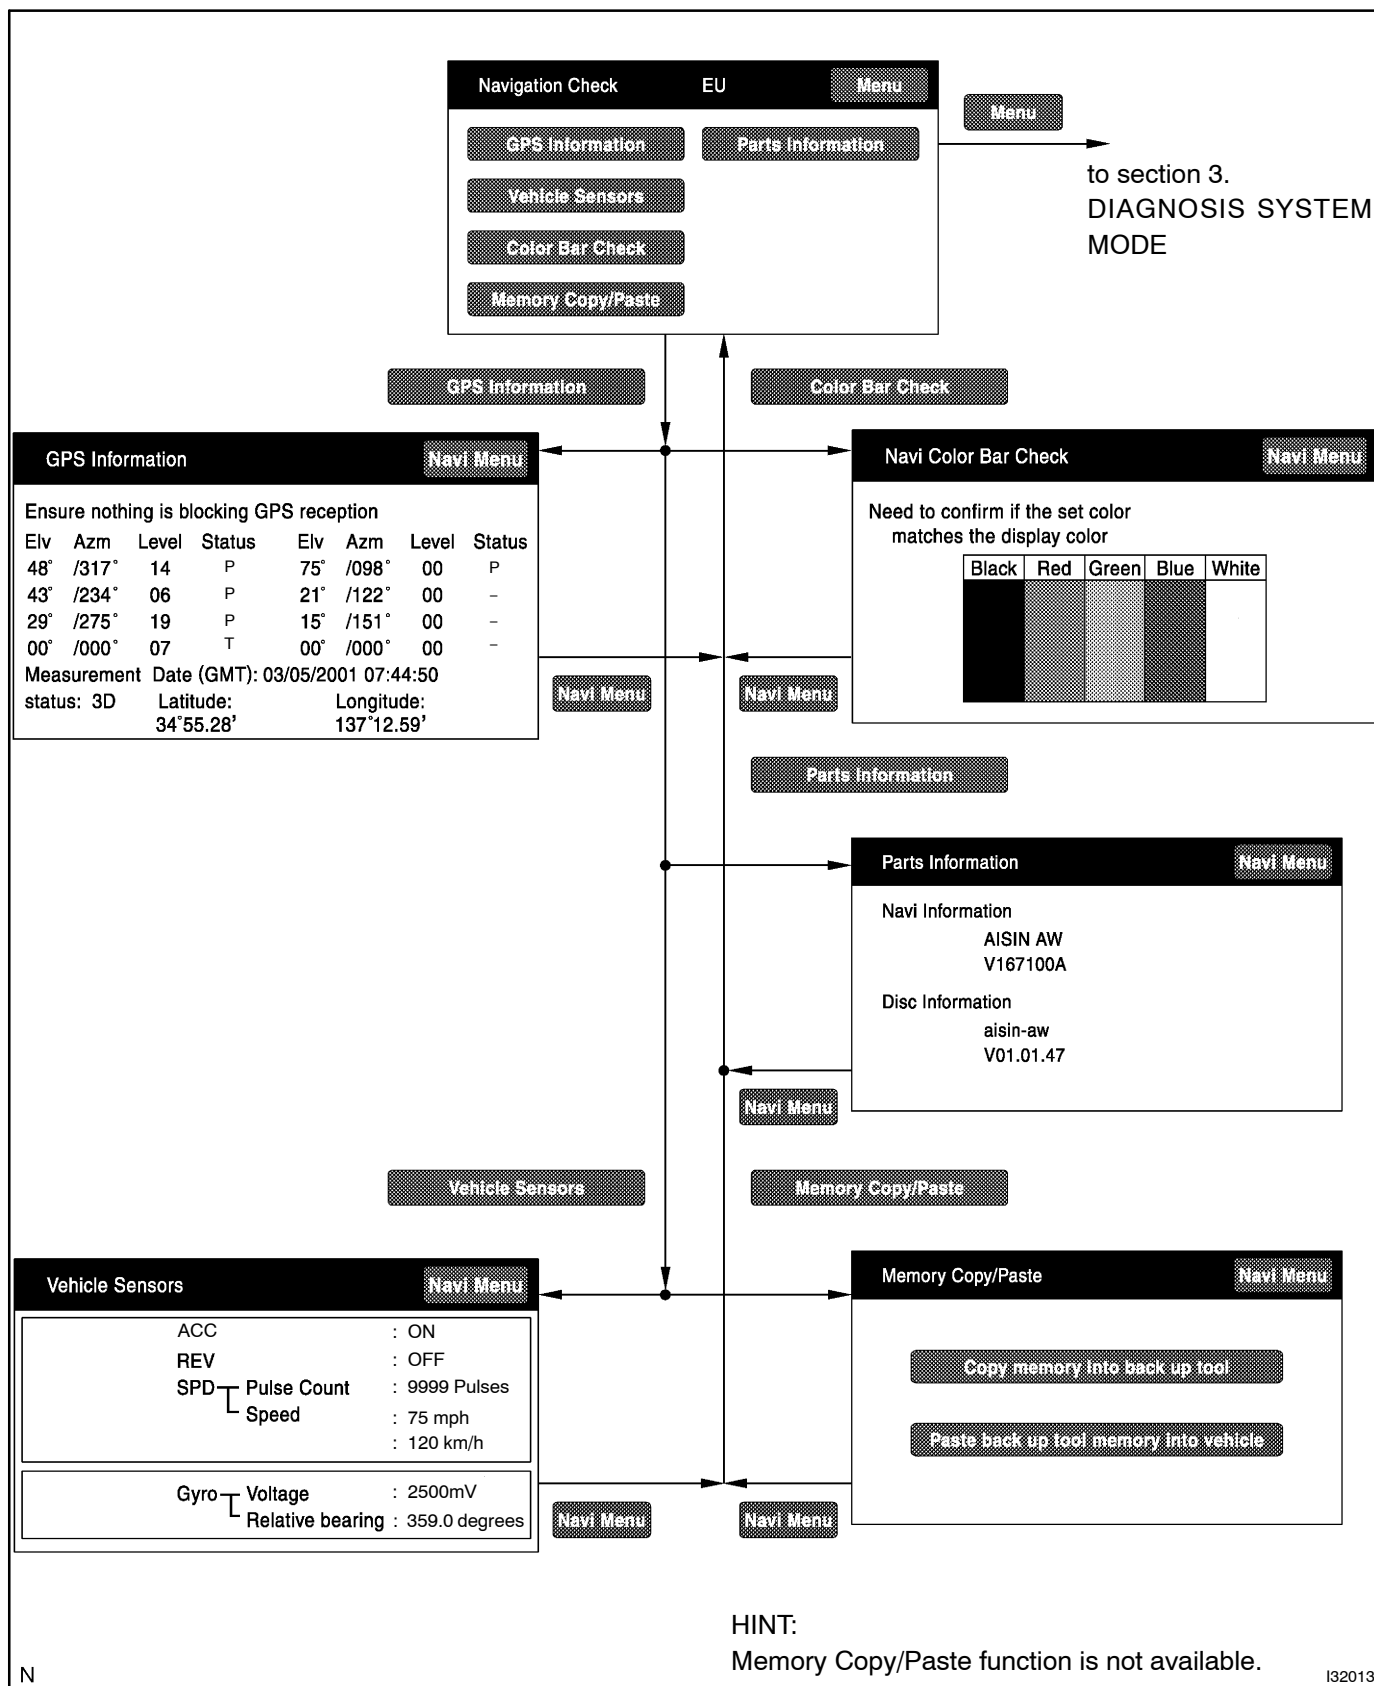 Navigation Check EU Menu
GPS Information Parts Information
Vehicle Sensors
Color Bar Check
Memory Copy/Paste
Menu
to section 3.
DIAGNOSIS SYSTEM
MODE
GPS Information
Color Bar Check
GPS Information Navi Menu
Ensure nothing is blocking GPS reception
Elv Azm Level Status Elv Azm Level Status
48° /317° 14 P 75° /098° 00 P
43° /234° 06 P 21° /122° 00 –
29° /275° 19 P 15° /151° 00 –
00° /000° 07 T 00° /000° 00 –
Measurement Date (GMT): 03/05/2001 07:44:50
status: 3D Latitude: Longitude:
34°55.28' 137°12.59'
Navi Menu
Navi Color Bar Check Navi Menu
Need to confirm if the set color
matches the display color
Black Red Green Blue White
Navi Menu
Parts Information
Parts Information Navi Menu
Navi Information
AISIN AW
V167100A
Disc Information
aisin-aw
V01.01.47
Navi Menu
Vehicle Sensors
Memory Copy/Paste
Vehicle Sensors Navi Menu
ACC : ON
REV : OFF
SPD Pulse Count : 9999 Pulses
Speed : 75 mph
: 120 km/h
Gyro Voltage : 2500mV
Relative bearing : 359.0 degrees
Navi Menu
Memory Copy/Paste Navi Menu
Copy memory into back up tool
Paste back up tool memory into vehicle
Navi Menu
HINT:
Memory Copy/Paste function is not available.
N
I32013